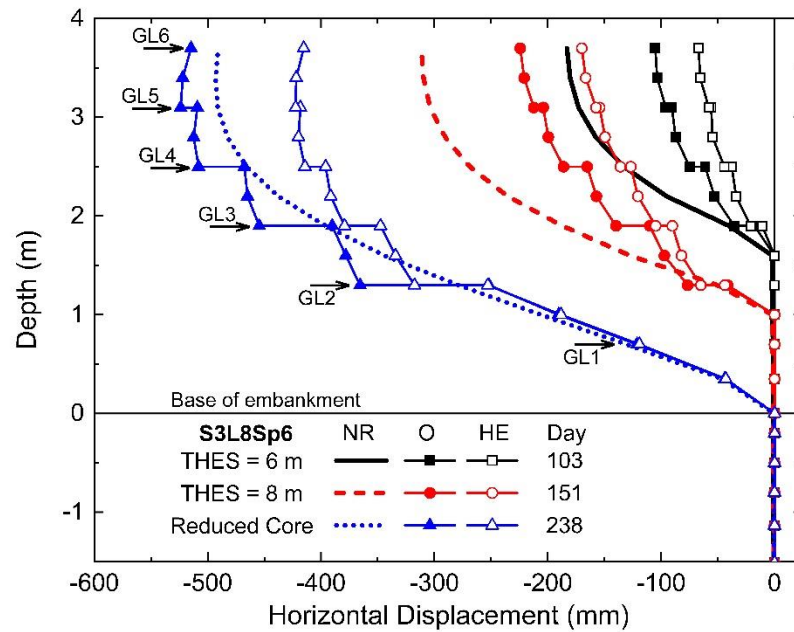 4
3
2
1
0
-1
Depth (m)
GL6
GL5
GL4
GL3
GL2
GL1
Base of embankment
S3L8Sp6 NR O HE Day
THES = 6 m 103
THES = 8 m 151
Reduced Core 238
-600 -500 -400 -300 -200 -100 0
Horizontal Displacement (mm)